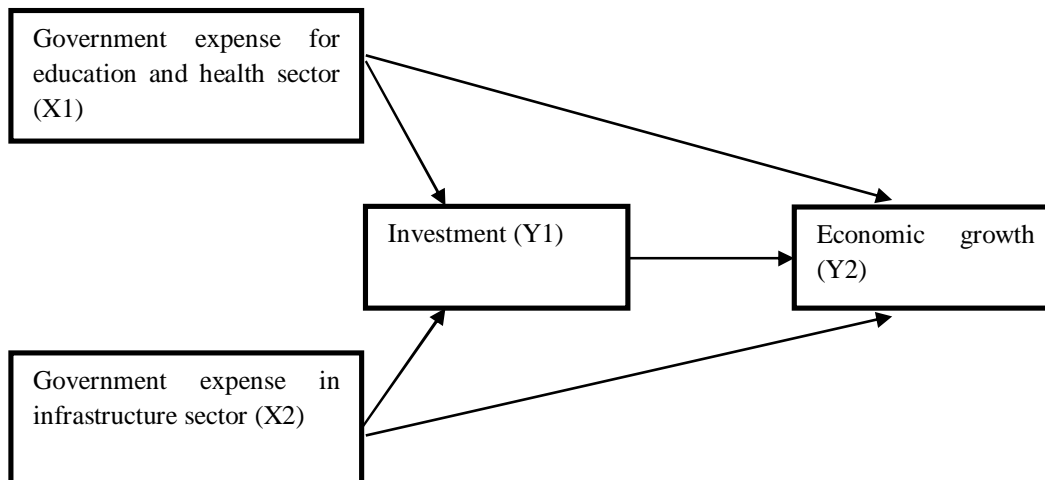 Government expense for
education and health sector
(X1)
Investment (Y1)
Economic growth
(Y2)
Government expense in
infrastructure sector (X2)